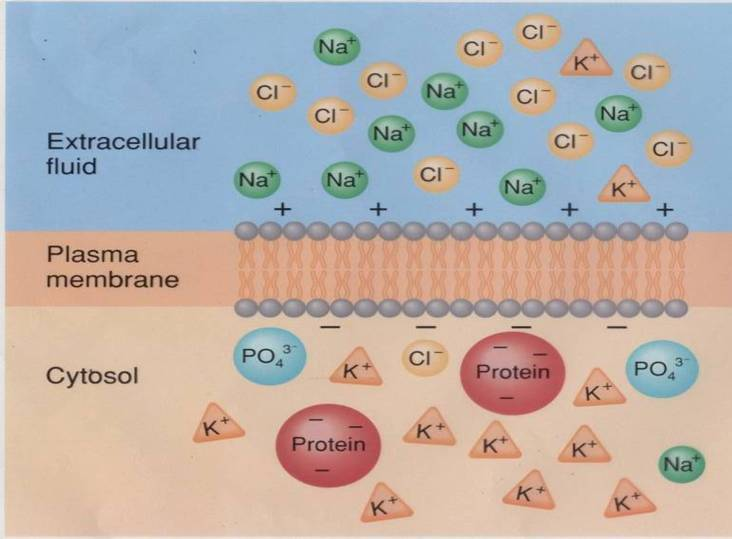 Cl⁻
Na⁺ Cl⁻
K⁺ Cl⁻
Cl⁻ Cl⁻ Na⁺ Cl⁻
Cl⁻ Na⁺
Na⁺ Na⁺ Cl⁻ Cl⁻
Extracellular
fluid
Na⁺ Na⁺ Cl⁻ Na⁺ K⁺
+ + + + +
Plasma
membrane
− − − −
PO₄³⁻ K⁺ Cl⁻ − − Protein − PO₄³⁻
Cytosol
K⁺
K⁺ − − Protein − K⁺ K⁺ K⁺
Na⁺
K⁺ K⁺ K⁺